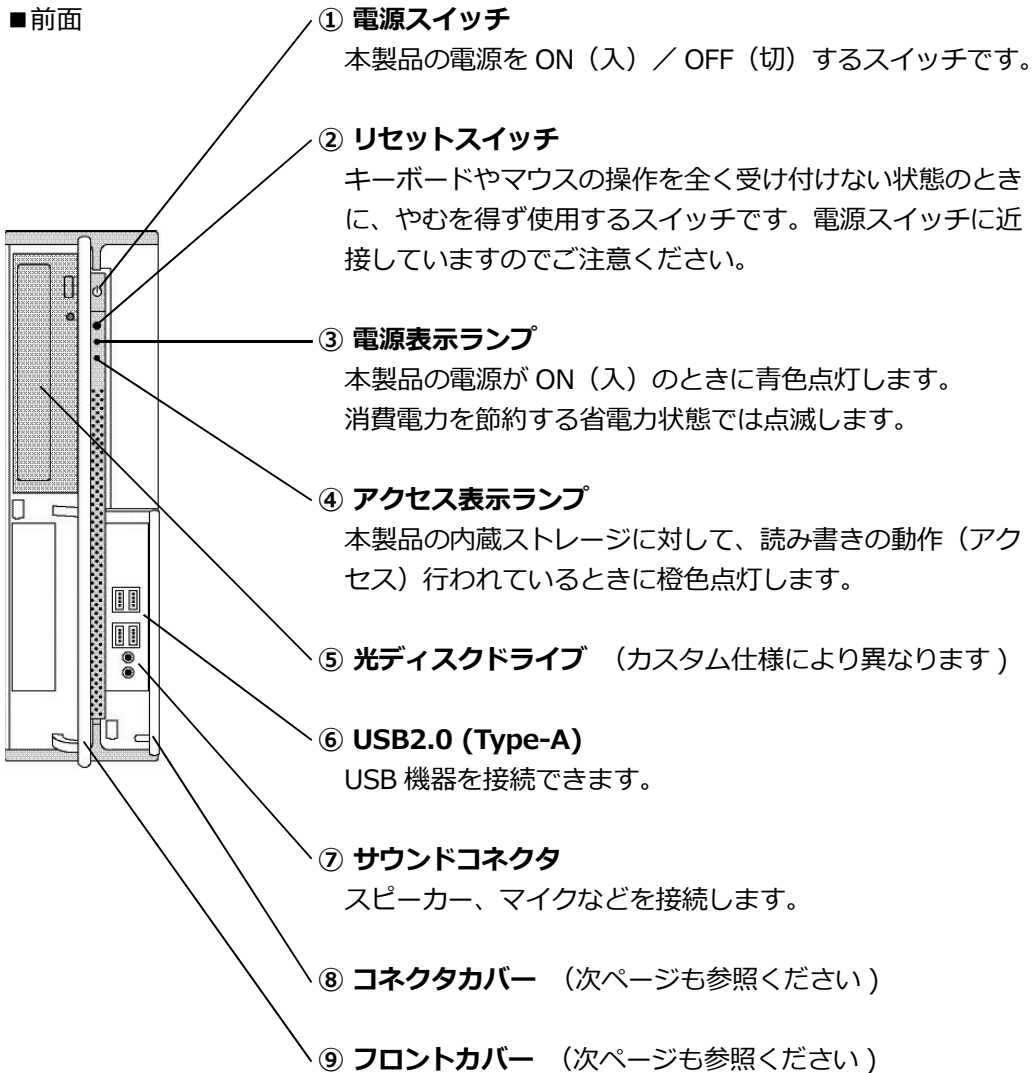 ■前面
① 電源スイッチ
本製品の電源を ON（入）／ OFF（切）するスイッチです。
② リセットスイッチ
キーボードやマウスの操作を全く受け付けない状態のとき
に、やむを得ず使用するスイッチです。電源スイッチに近
接していますのでご注意ください。
③ 電源表示ランプ
本製品の電源が ON（入）のときに青色点灯します。
消費電力を節約する省電力状態では点滅します。
④ アクセス表示ランプ
本製品の内蔵ストレージに対して、読み書きの動作（アク
セス）行われているときに橙色点灯します。
⑤ 光ディスクドライブ （カスタム仕様により異なります )
⑥ USB2.0 (Type-A)
USB 機器を接続できます。
⑦ サウンドコネクタ
スピーカー、マイクなどを接続します。
⑧ コネクタカバー （次ページも参照ください )
⑨ フロントカバー （次ページも参照ください )